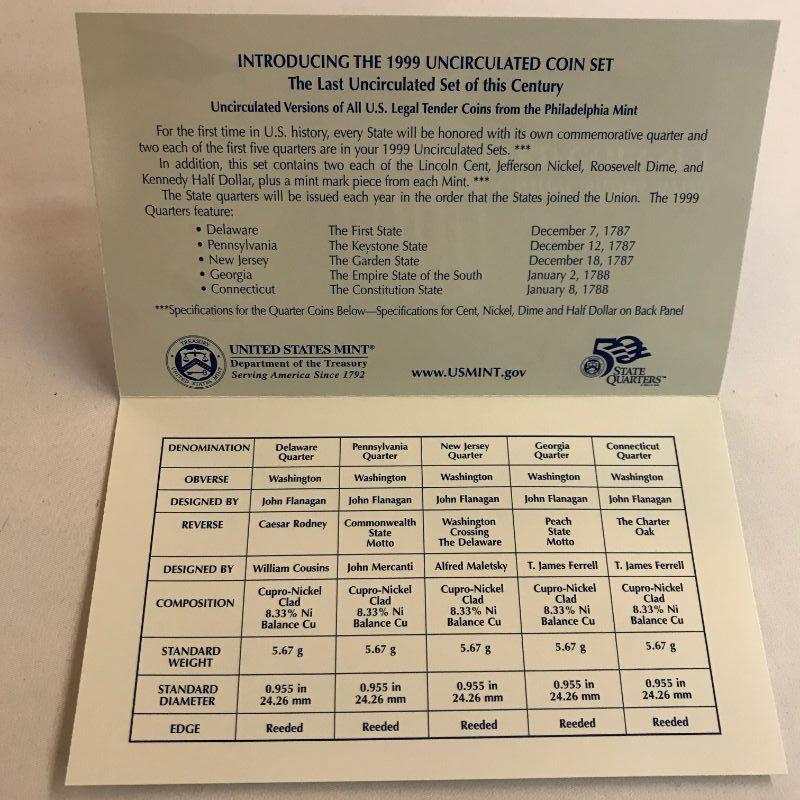 INTRODUCING THE 1999 UNCIRCULATED COIN SET
The Last Uncirculated Set of this Century
Uncirculated Versions of All U.S. Legal Tender Coins from the Philadelphia Mint
For the first time in U.S. history, every State will be honored with its own commemorative quarter and
two each of the first five quarters are in your 1999 Uncirculated Sets. ***
In addition, this set contains two each of the Lincoln Cent, Jefferson Nickel, Roosevelt Dime, and
Kennedy Half Dollar, plus a mint mark piece from each Mint. ***
The State quarters will be issued each year in the order that the States joined the Union. The 1999
Quarters feature:
• Delaware The First State December 7, 1787
• Pennsylvania The Keystone State December 12, 1787
• New Jersey The Garden State December 18, 1787
• Georgia The Empire State of the South January 2, 1788
• Connecticut The Constitution State January 8, 1788
***Specifications for the Quarter Coins Below—Specifications for Cent, Nickel, Dime and Half Dollar on Back Panel
TREASURY
UNITED STATES MINT
UNITED STATES MINT®
Department of the Treasury
Serving America Since 1792
www.USMINT.gov
50
STATE
QUARTERS™
DENOMINATION Delaware Pennsylvania New Jersey Georgia Connecticut
Quarter Quarter Quarter Quarter Quarter
OBVERSE Washington Washington Washington Washington Washington
DESIGNED BY John Flanagan John Flanagan John Flanagan John Flanagan John Flanagan
REVERSE Caesar Rodney Commonwealth Washington Peach The Charter
State Crossing State Oak
Motto The Delaware Motto
DESIGNED BY William Cousins John Mercanti Alfred Maletsky T. James Ferrell T. James Ferrell
COMPOSITION Cupro-Nickel Cupro-Nickel Cupro-Nickel Cupro-Nickel Cupro-Nickel
Clad Clad Clad Clad Clad
8.33% Ni 8.33% Ni 8.33% Ni 8.33% Ni 8.33% Ni
Balance Cu Balance Cu Balance Cu Balance Cu Balance Cu
STANDARD 5.67 g 5.67 g 5.67 g 5.67 g 5.67 g
WEIGHT
STANDARD 0.955 in 0.955 in 0.955 in 0.955 in 0.955 in
DIAMETER 24.26 mm 24.26 mm 24.26 mm 24.26 mm 24.26 mm
EDGE Reeded Reeded Reeded Reeded Reeded